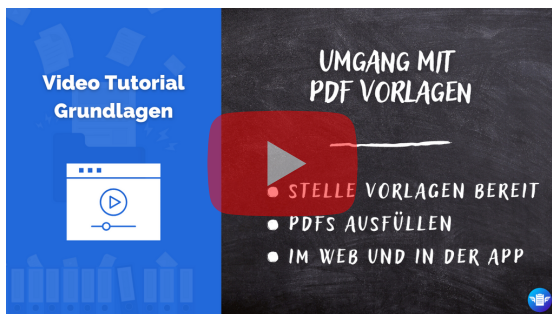 Video Tutorial
Grundlagen
UMGANG MIT
PDF VORLAGEN
STELLE VORLAGEN BEREIT
PDFS AUSFÜLLEN
IM WEB UND IN DER APP